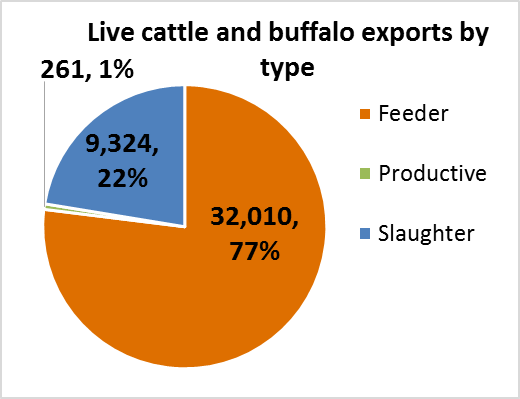 Live cattle and buffalo exports by
type
261, 1%
9,324,
22%
32,010,
77%
Feeder
Productive
Slaughter